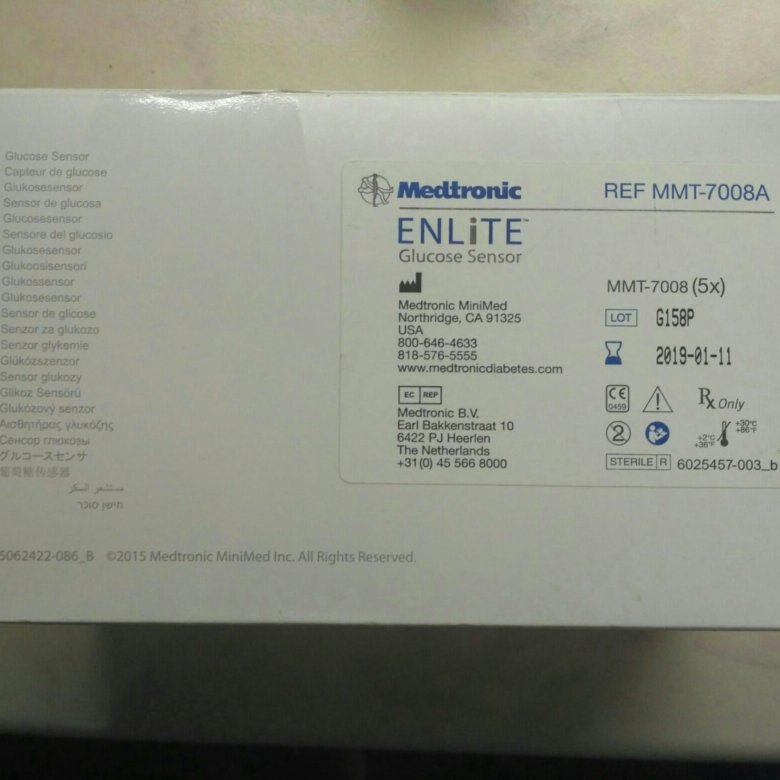 Glucose Sensor
Capteur de glucose
Glukosesensor
Sensor de glucosa
Glucosesensor
Sensore del glucosio
Glukosesensor
Glukoosisensori
Glukossensor
Glukosesensor
Sensor de glicose
Senzor za glukozo
Senzor glykemie
Glükózszenzor
Sensor glukozy
Glikoz Sensörü
Glukózový senzor
Αισθητήρας γλυκόζης
Сенсор глюкозы
グルコースセンサ
葡萄糖传感器
مستشعر السكر
חיישן סוכר
5062422-086_B ©2015 Medtronic MiniMed Inc. All Rights Reserved.
Medtronic REF MMT-7008A
ENLiTE™
Glucose Sensor
MMT-7008 (5x)
Medtronic MiniMed
Northridge, CA 91325
USA
800-646-4633
818-576-5555
www.medtronicdiabetes.com
LOT G158P
2019-01-11
EC REP
Medtronic B.V.
Earl Bakkenstraat 10
6422 PJ Heerlen
The Netherlands
+31(0) 45 566 8000
CE 0459
Rx Only
2
+2°C
+36°F
+30°C
+86°F
STERILE R 6025457-003_b